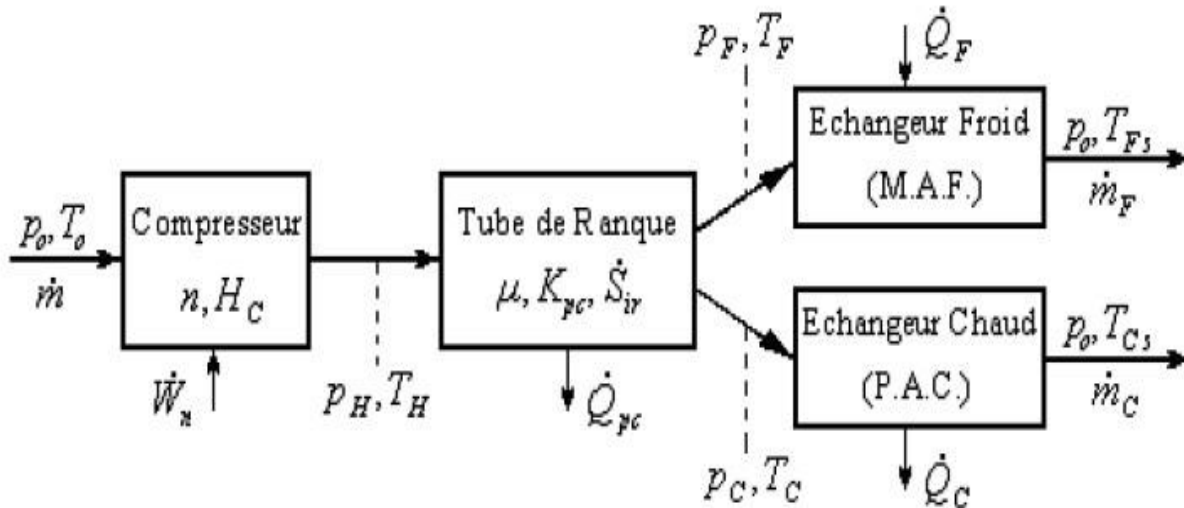 p_F, T_F
Q̇_F
Echangeur Froid
(M.A.F.)
p_o, T_Fs
ṁ_F
p_o, T_o
ṁ
Compresseur
n, H_C
Ẇ_n
p_H, T_H
Tube de Ranque
μ, K_pc, Ṡ_ir
Q̇_pc
Echangeur Chaud
(P.A.C.)
p_o, T_Cs
ṁ_C
p_C, T_C
Q̇_C